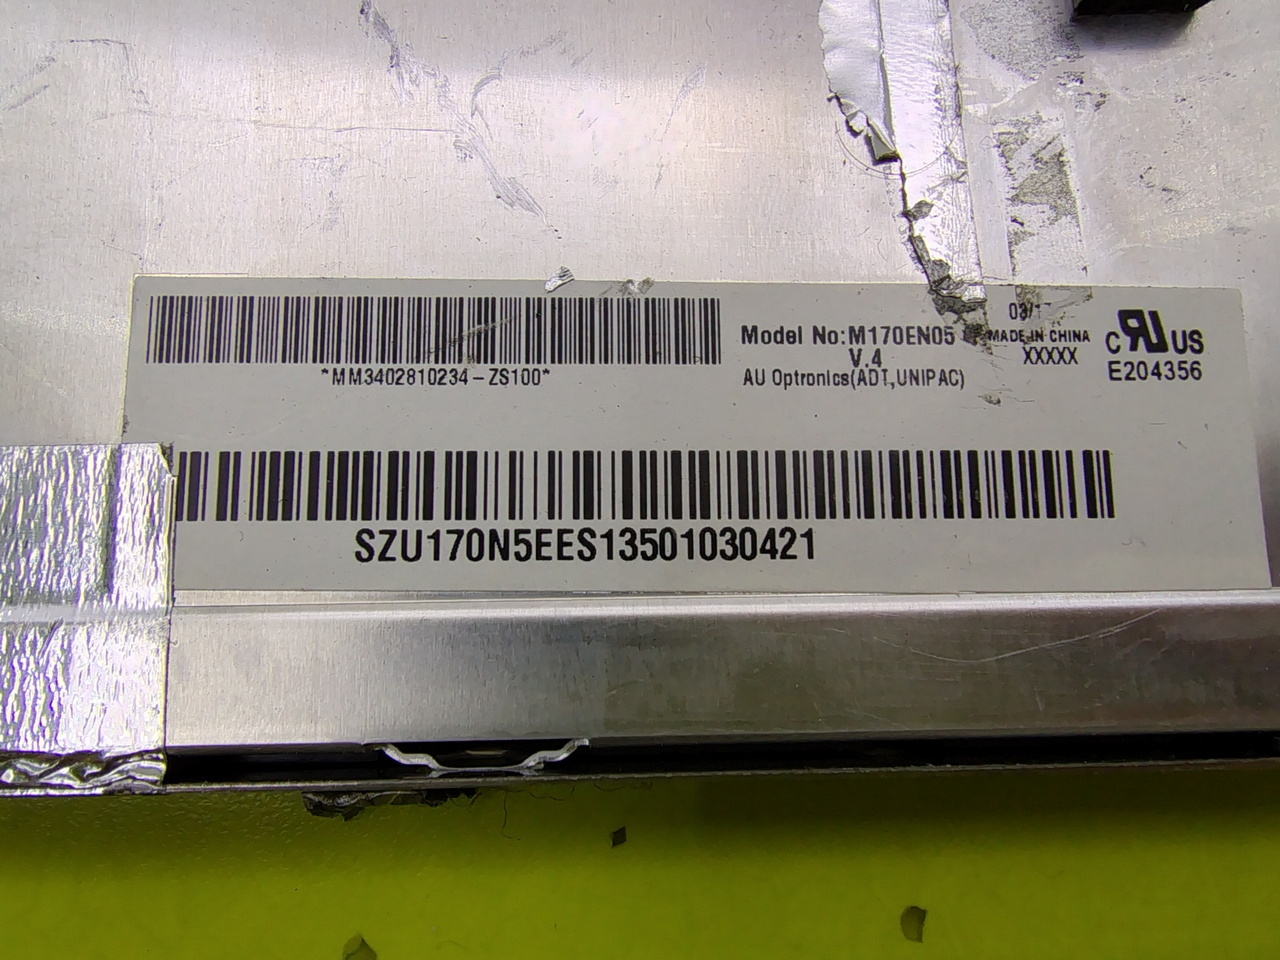 *MM3402810234-ZS100*
Model No:M170EN05
V.4
AU Optronics(ADT,UNIPAC)
MADE IN CHINA
XXXXX
C US
E204356
SZU170N5EES13501030421